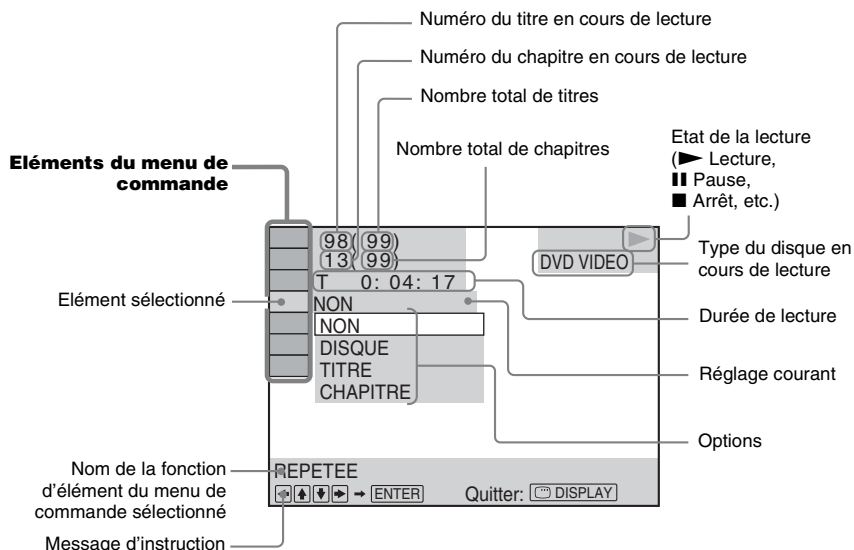 Numéro du titre en cours de lecture
Numéro du chapitre en cours de lecture
Nombre total de titres
Nombre total de chapitres
Etat de la lecture
(► Lecture,
❚❚ Pause,
■ Arrêt, etc.)
Eléments du menu de
commande
98(99)
13(99)
T 0: 04: 17
NON
NON
DISQUE
TITRE
CHAPITRE
DVD VIDEO
Type du disque en
cours de lecture
Elément sélectionné
Durée de lecture
Réglage courant
Options
Nom de la fonction
d'élément du menu de
commande sélectionné
REPETEE
← ↑ ↓ → → ENTER Quitter: DISPLAY
Message d'instruction